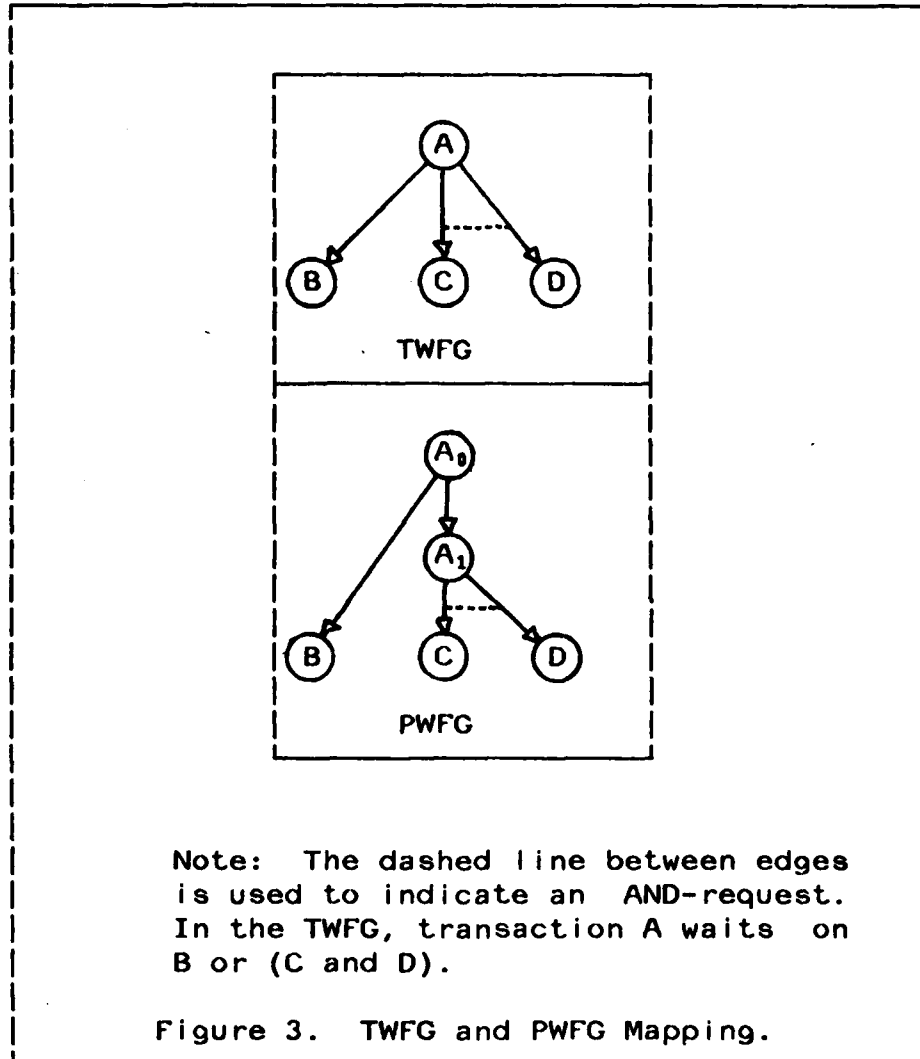 A
B C D
TWFG
A₀
A₁
B C D
PWFG
Note: The dashed line between edges
is used to indicate an AND-request.
In the TWFG, transaction A waits on
B or (C and D).
Figure 3. TWFG and PWFG Mapping.